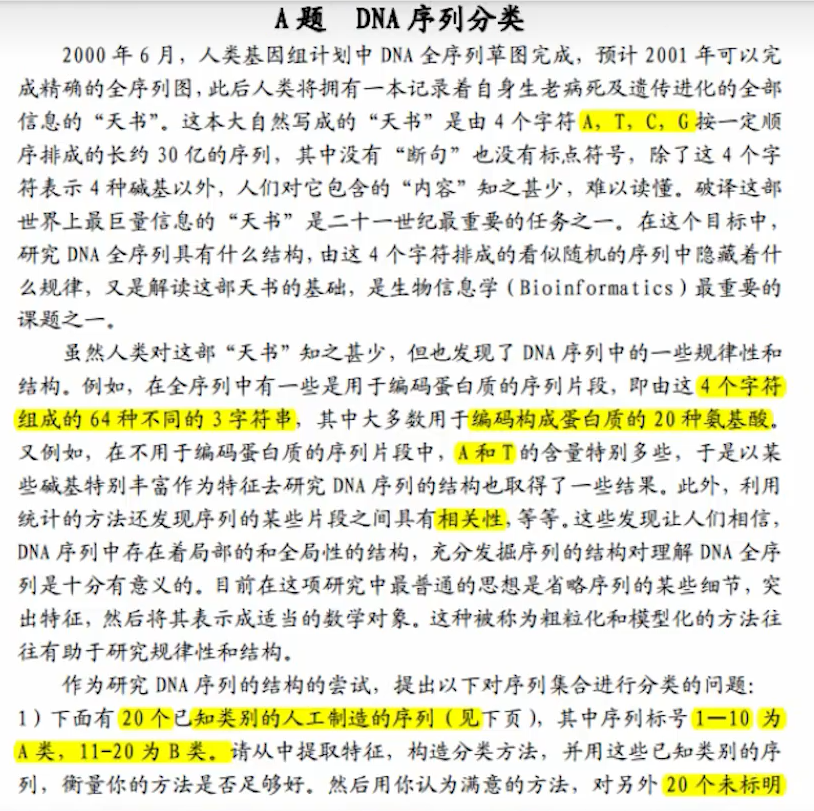 A 题 DNA 序列分类
2000 年 6 月，人类基因组计划中 DNA 全序列草图完成，预计 2001 年可以完
成精确的全序列图，此后人类将拥有一本记录着自身生老病死及遗传进化的全部
信息的“天书”。这本大自然写成的“天书”是由 4 个字符 A，T，C，G 按一定顺
序排成的长约 30 亿的序列，其中没有“断句”也没有标点符号，除了这 4 个字
符表示 4 种碱基以外，人们对它包含的“内容”知之甚少，难以读懂。破译这部
世界上最巨量信息的“天书”是二十一世纪最重要的任务之一。在这个目标中，
研究 DNA 全序列具有什么结构，由这 4 个字符排成的看似随机的序列中隐藏着什
么规律，又是解读这部天书的基础，是生物信息学（Bioinformatics）最重要的
课题之一。
虽然人类对这部“天书”知之甚少，但也发现了 DNA 序列中的一些规律性和
结构。例如，在全序列中有一些是用于编码蛋白质的序列片段，即由这 4 个字符
组成的 64 种不同的 3 字符串，其中大多数用于编码构成蛋白质的 20 种氨基酸。
又例如，在不用于编码蛋白质的序列片段中，A 和 T 的含量特别多些，于是以某
些碱基特别丰富作为特征去研究 DNA 序列的结构也取得了一些结果。此外，利用
统计的方法还发现序列的某些片段之间具有相关性，等等。这些发现让人们相信，
DNA 序列中存在着局部的和全局性的结构，充分发掘序列的结构对理解 DNA 全序
列是十分有意义的。目前在这项研究中最普通的思想是省略序列的某些细节，突
出特征，然后将其表示成适当的数学对象。这种被称为粗粒化和模型化的方法往
往有助于研究规律性和结构。
作为研究 DNA 序列的结构的尝试，提出以下对序列集合进行分类的问题：
1）下面有 20 个已知类别的人工制造的序列（见下页），其中序列标号 1—10 为
A 类，11-20 为 B 类。请从中提取特征，构造分类方法，并用这些已知类别的序
列，衡量你的方法是否足够好。然后用你认为满意的方法，对另外 20 个未标明